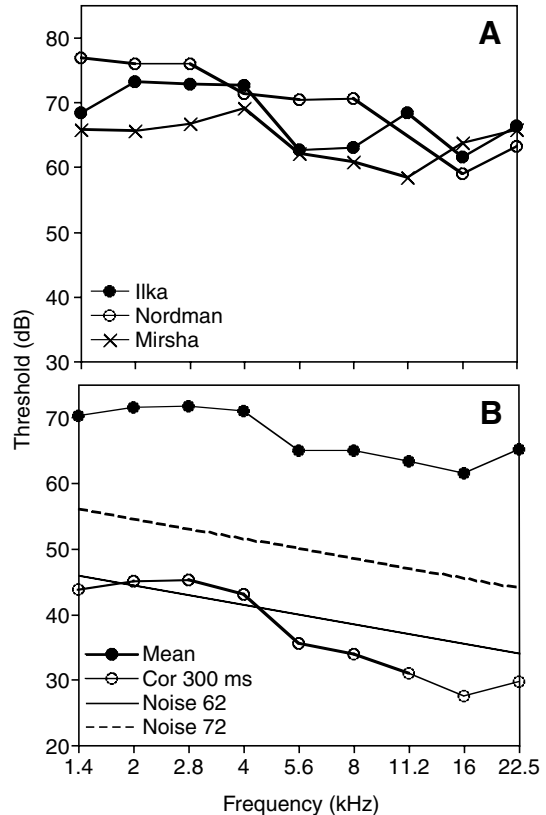 A
80
70
60
50
40
30
Ilka
Nordman
Mirsha
Threshold (dB)
B
70
60
50
40
30
20
Mean
Cor 300 ms
Noise 62
Noise 72
1.4 2 2.8 4 5.6 8 11.2 16 22.5
Frequency (kHz)